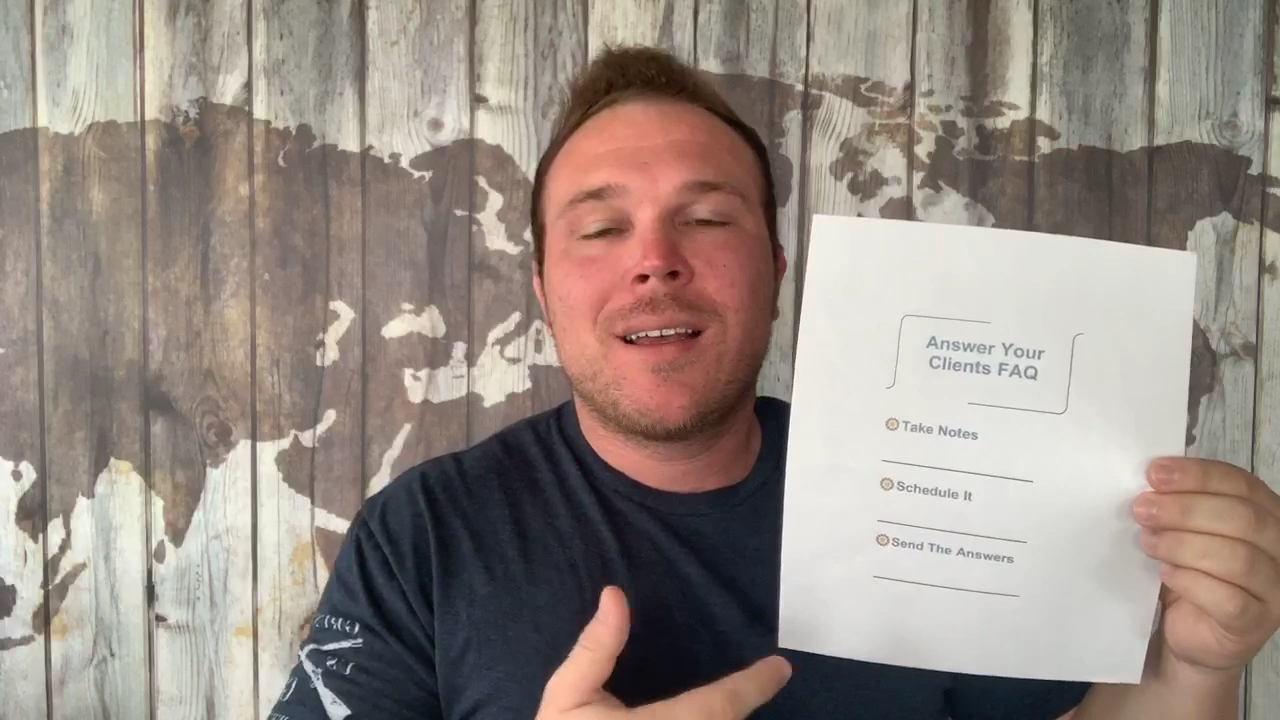 Answer Your
Clients FAQ
Take Notes
Schedule It
Send The Answers